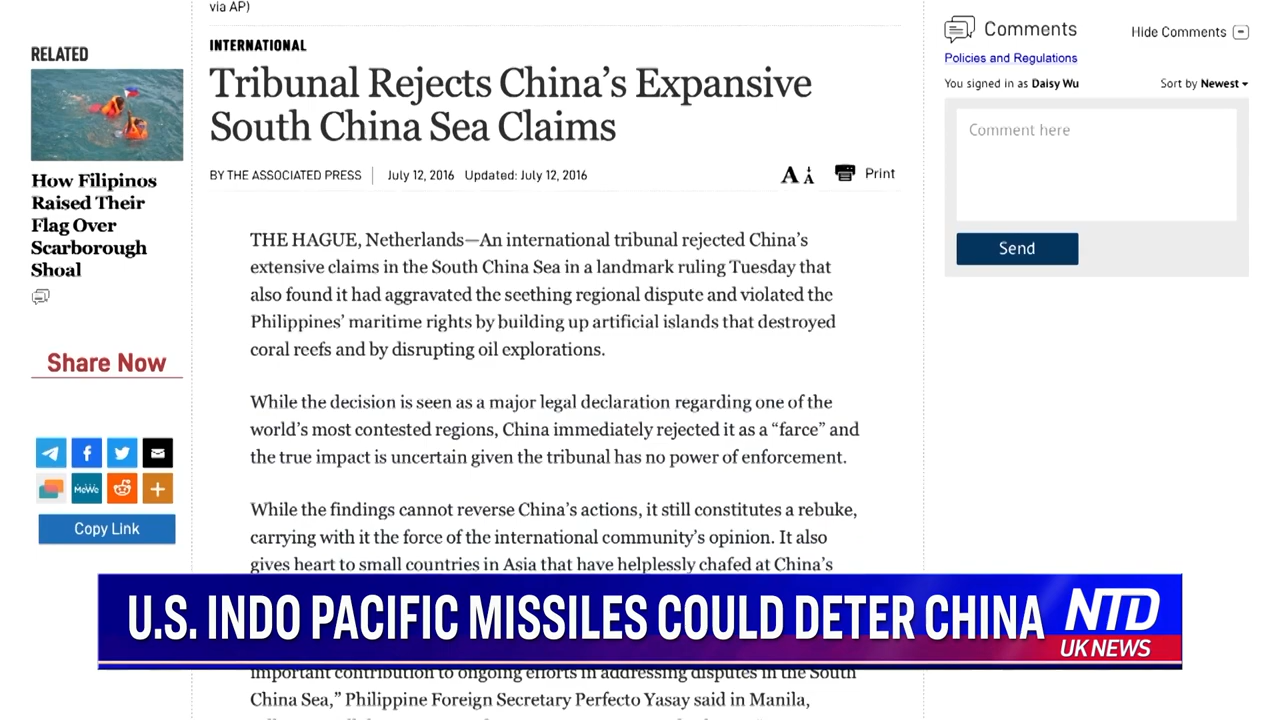 via AP)
RELATED
How Filipinos
Raised Their
Flag Over
Scarborough
Shoal
Share Now
MeWe
Copy Link
INTERNATIONAL
Tribunal Rejects China’s Expansive
South China Sea Claims
BY THE ASSOCIATED PRESS July 12, 2016 Updated: July 12, 2016
A A Print
THE HAGUE, Netherlands—An international tribunal rejected China’s
extensive claims in the South China Sea in a landmark ruling Tuesday that
also found it had aggravated the seething regional dispute and violated the
Philippines’ maritime rights by building up artificial islands that destroyed
coral reefs and by disrupting oil explorations.
While the decision is seen as a major legal declaration regarding one of the
world’s most contested regions, China immediately rejected it as a “farce” and
the true impact is uncertain given the tribunal has no power of enforcement.
While the findings cannot reverse China’s actions, it still constitutes a rebuke,
carrying with it the force of the international community’s opinion. It also
gives heart to small countries in Asia that have helplessly chafed at China’s
important contribution to ongoing efforts in addressing disputes in the South
China Sea,” Philippine Foreign Secretary Perfecto Yasay said in Manila,
Comments
Hide Comments
Policies and Regulations
You signed in as Daisy Wu
Sort by Newest
Comment here
Send
U.S. INDO PACIFIC MISSILES COULD DETER CHINA
NTD
UK NEWS